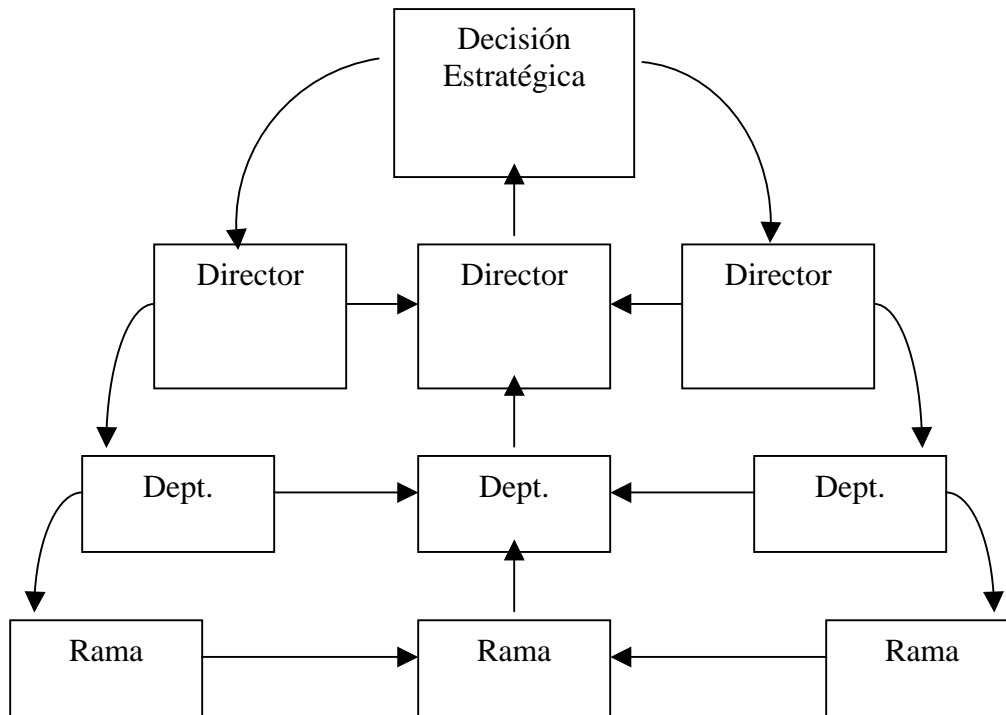 Decisión
Estratégica
Director
Director
Director
Dept.
Dept.
Dept.
Rama
Rama
Rama